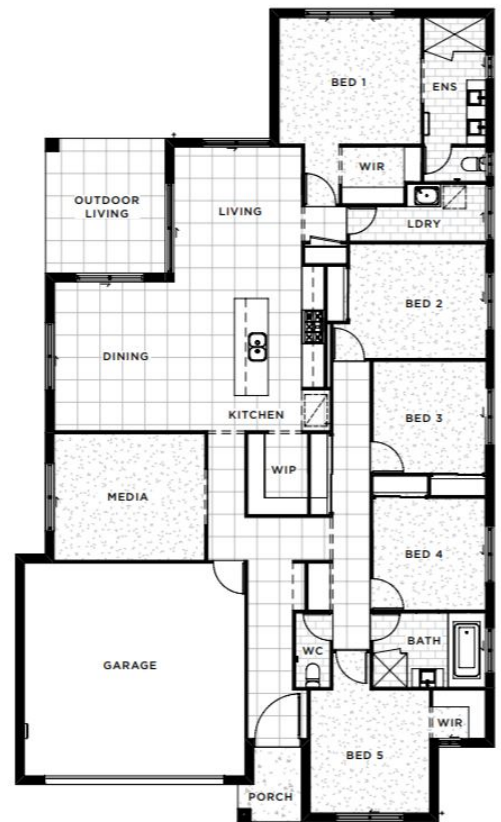 BED 1
ENS
WIR
OUTDOOR
LIVING
LIVING
LDRY
BED 2
DINING
KITCHEN
BED 3
WIP
MEDIA
BED 4
BATH
WC
GARAGE
WIR
BED 5
PORCH